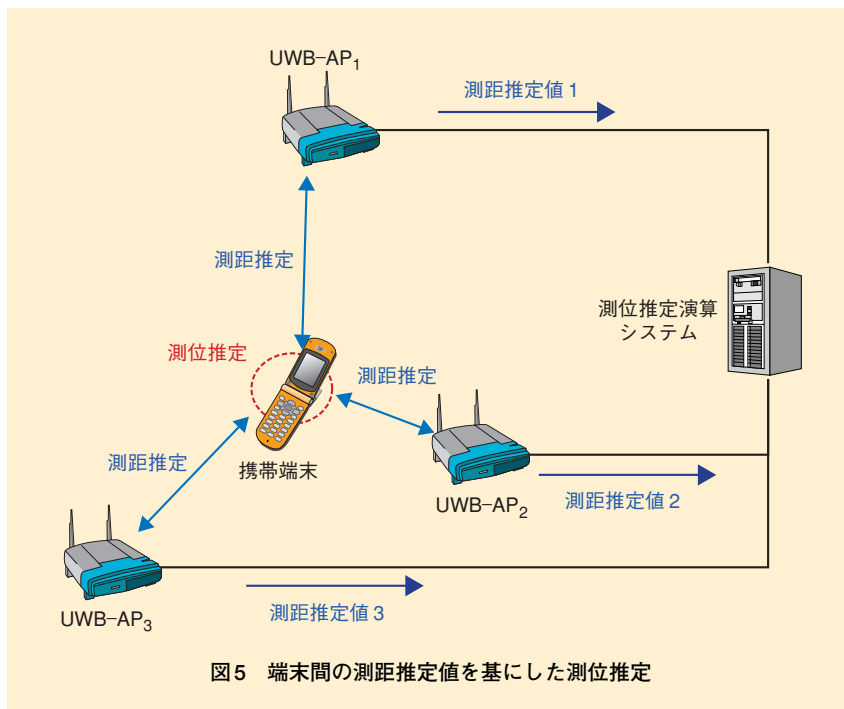 UWB-AP₁
測距推定値 1
測距推定
測位推定演算
システム
測位推定
測距推定
測距推定
携帯端末
UWB-AP₂
測距推定値 2
UWB-AP₃
測距推定値 3
図5 端末間の測距推定値を基にした測位推定